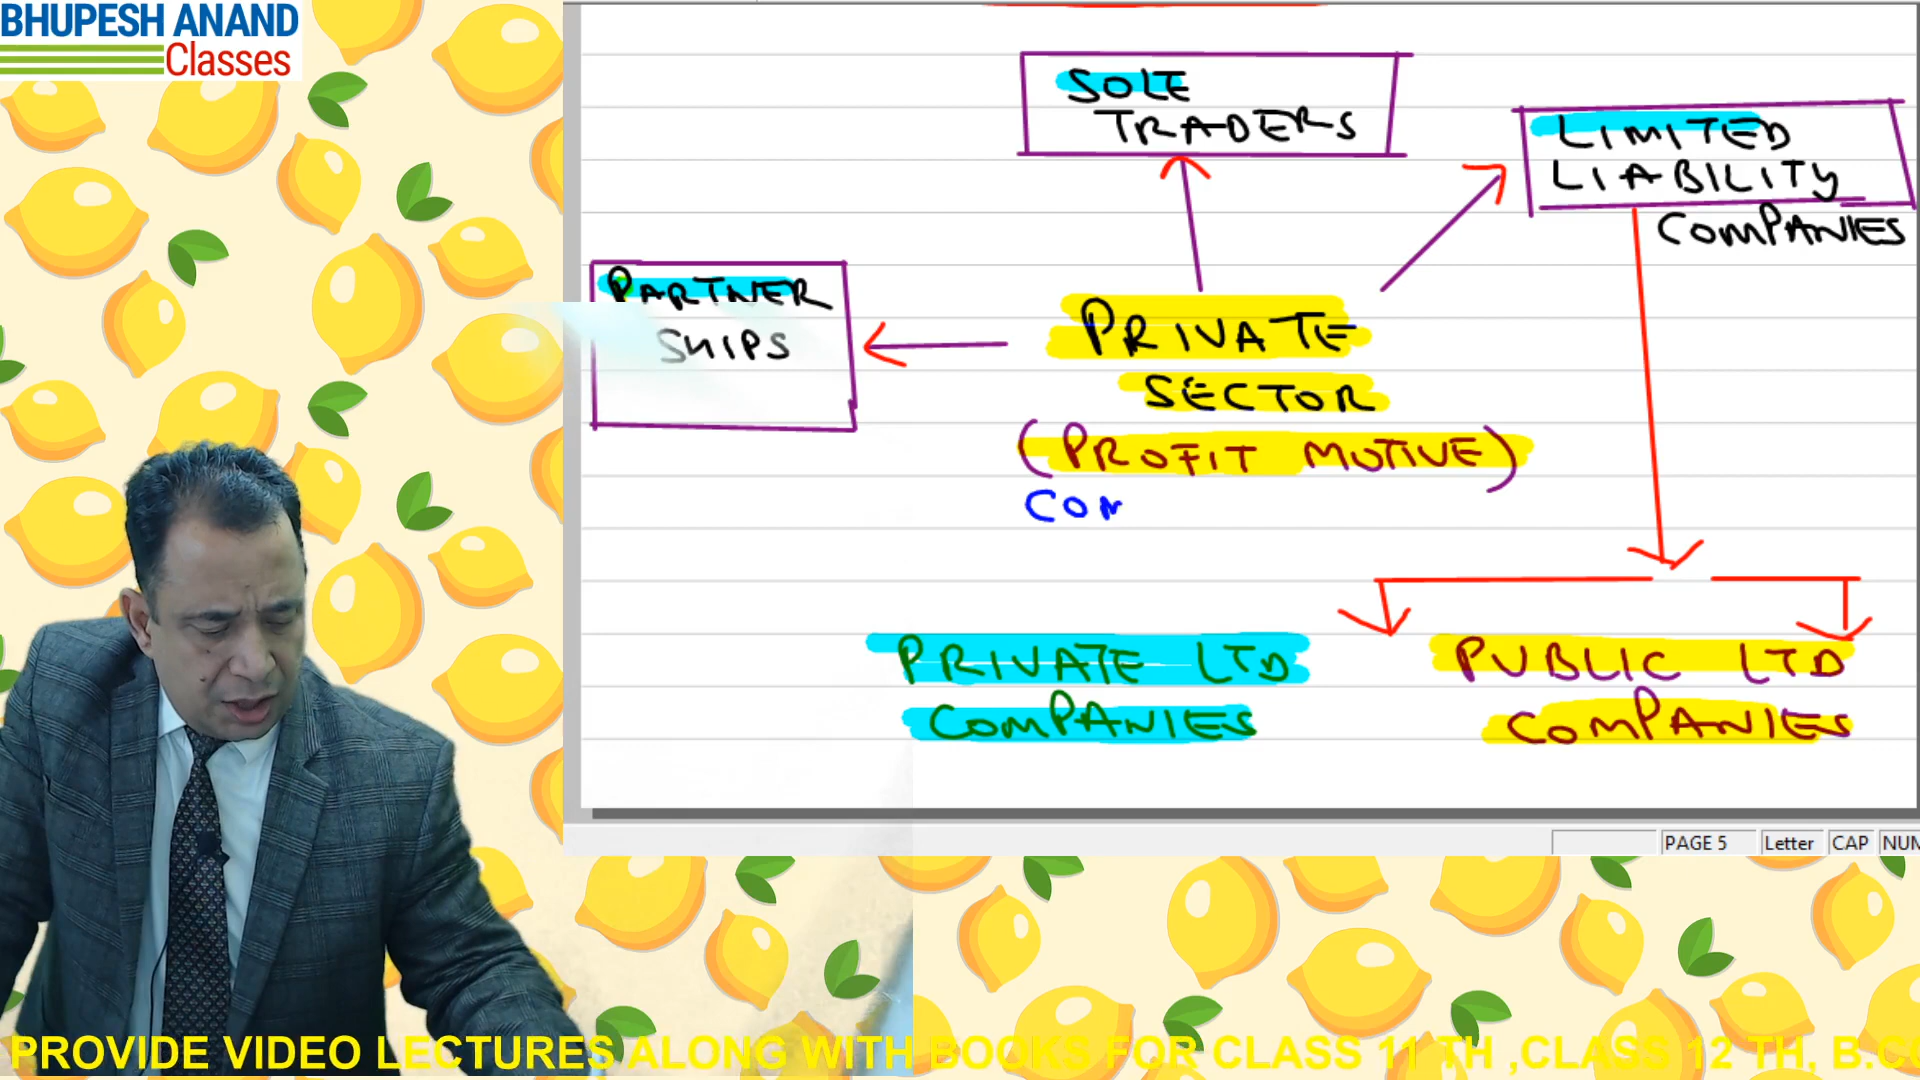 BHUPESH ANAND
Classes
SOLE
TRADERS
LIMITED
LIABILITY
COMPANIES
PARTNER
SHIPS
PRIVATE
SECTOR
(PROFIT MOTIVE)
COM
PRIVATE LTD
COMPANIES
PUBLIC LTD
COMPANIES
PAGE 5 Letter CAP NUM
PROVIDE VIDEO LECTURES ALONG WITH BOOKS FOR CLASS 11 TH ,CLASS 12 TH, B.CO